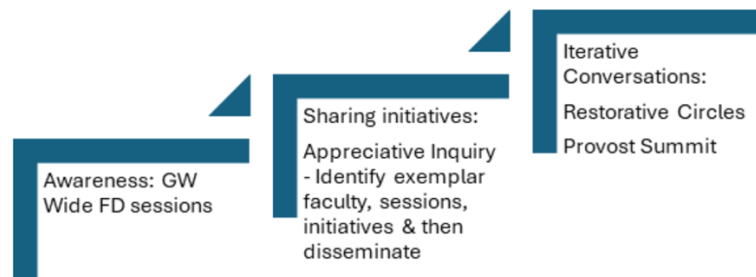 Awareness: GW
Wide FD sessions
Sharing initiatives:
Appreciative Inquiry
- Identify exemplar
faculty, sessions,
initiatives & then
disseminate
Iterative
Conversations:
Restorative Circles
Provost Summit